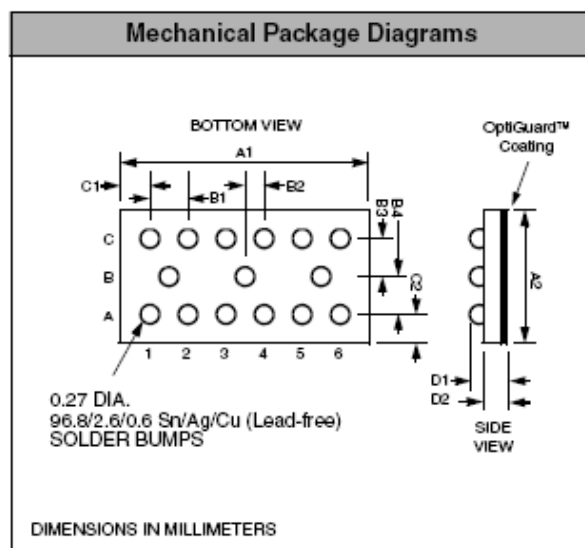 Mechanical Package Diagrams
BOTTOM VIEW
OptiGuard™
Coating
A1
C1
B1
B2
B3
B4
C
B
A
C2
A2
1 2 3 4 5 6
D1
D2
0.27 DIA.
96.8/2.6/0.6 Sn/Ag/Cu (Lead-free)
SOLDER BUMPS
SIDE
VIEW
DIMENSIONS IN MILLIMETERS